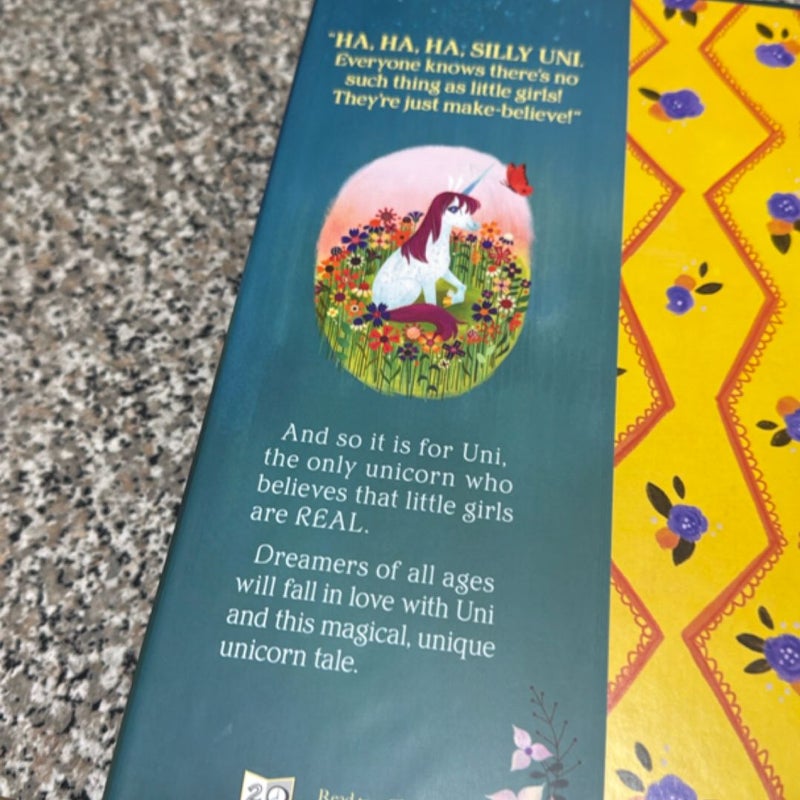 "HA, HA, HA, SILLY UNI.
Everyone knows there's no
such thing as little girls!
They're just make-believe!"
And so it is for Uni,
the only unicorn who
believes that little girls
are REAL.
Dreamers of all ages
will fall in love with Uni
and this magical, unique
unicorn tale.
20
Read